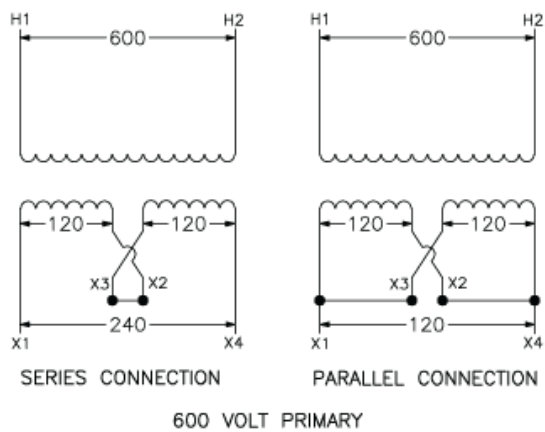 H1 H2 H1 H2
600 600
120 120 120 120
X3 X2 X3 X2
240 120
X1 X4 X1 X4
SERIES CONNECTION PARALLEL CONNECTION
600 VOLT PRIMARY